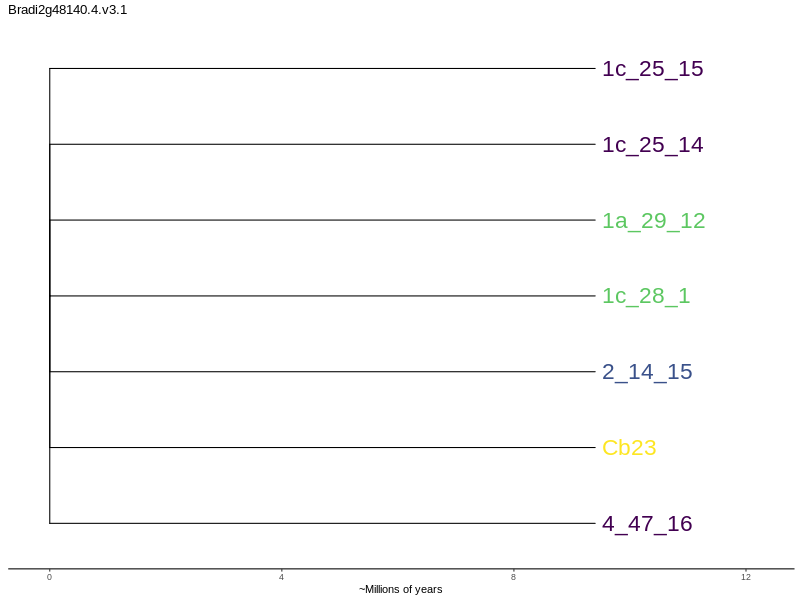 Bradi2g48140.4.v3.1
1c_25_15
1c_25_14
1a_29_12
1c_28_1
2_14_15
Cb23
4_47_16
0 4 8 12
~Millions of years